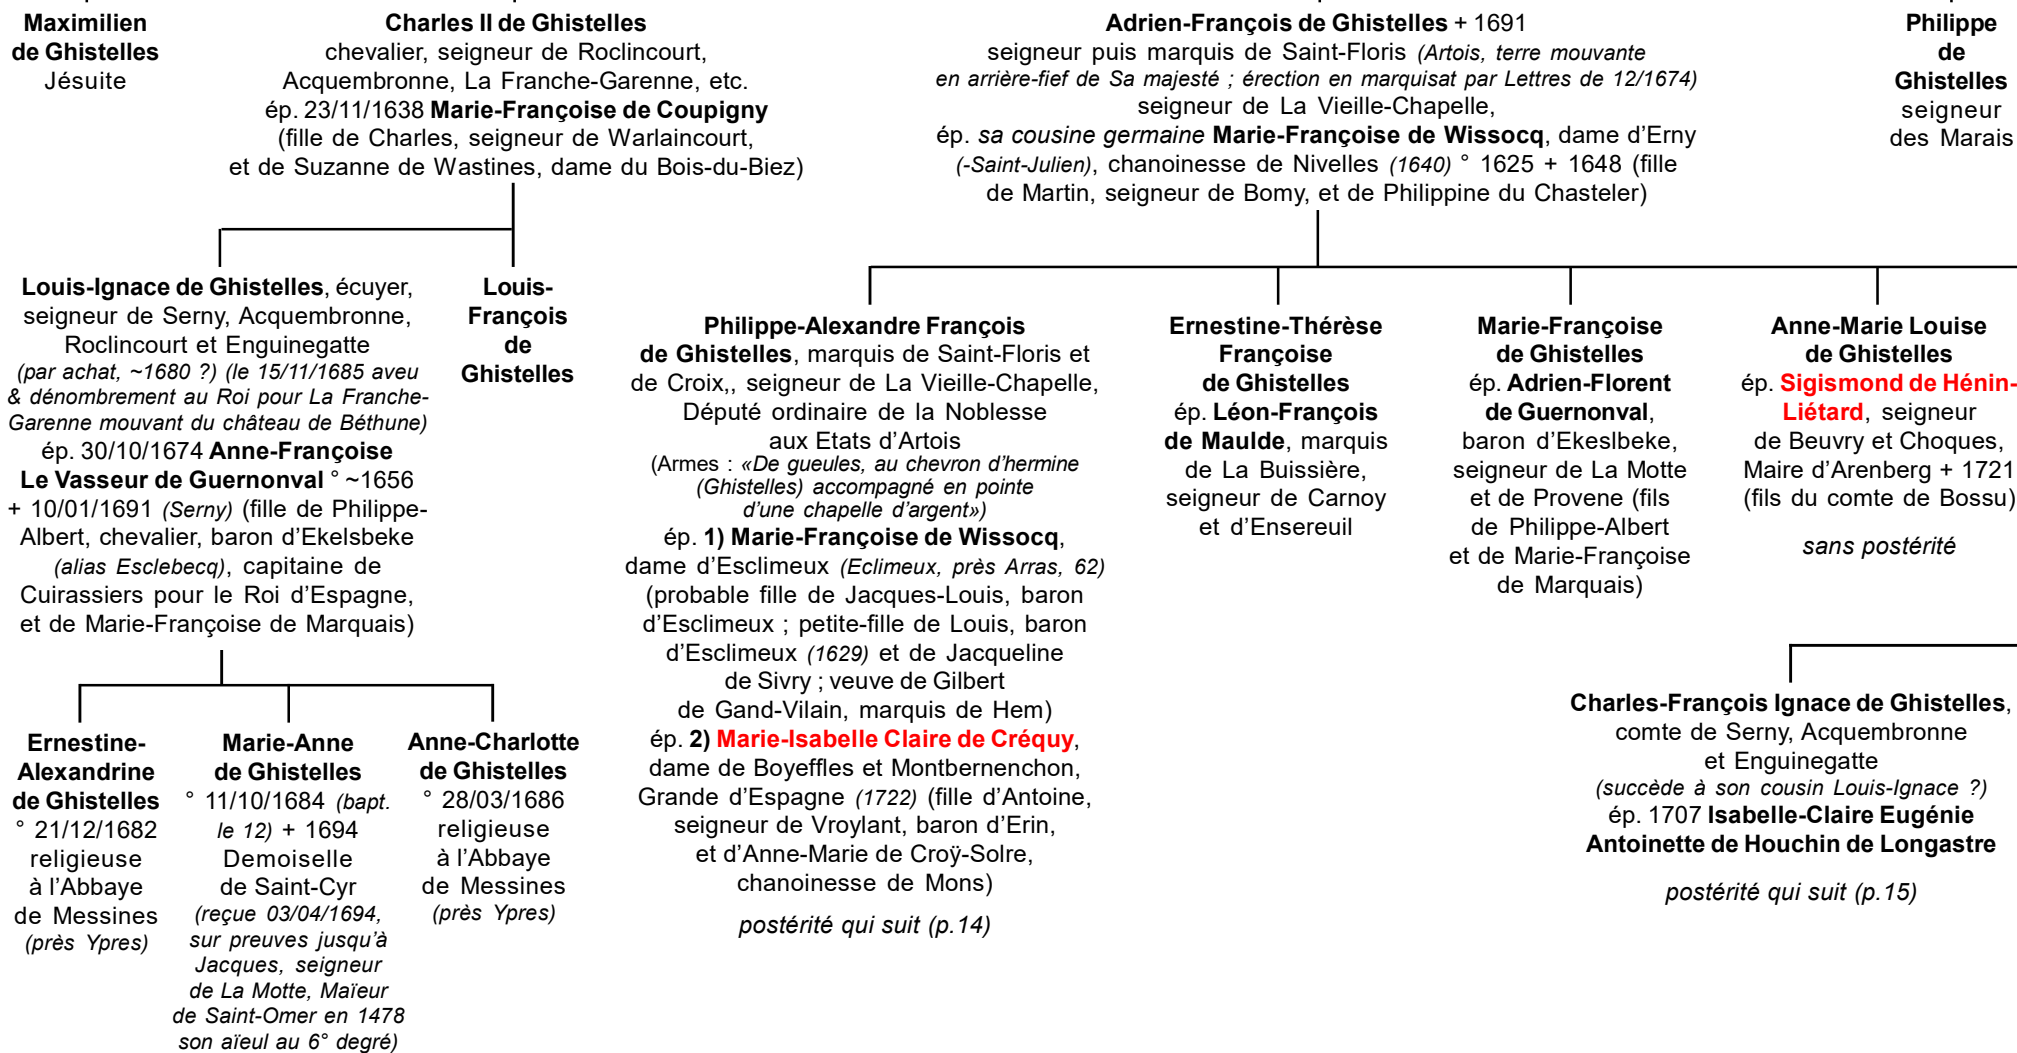 Maximilien
de Ghistelles
Jésuite
Charles II de Ghistelles
chevalier, seigneur de Roclincourt,
Acquembronne, La Franche-Garenne, etc.
ép. 23/11/1638 Marie-Françoise de Coupigny
(fille de Charles, seigneur de Warlaincourt,
et de Suzanne de Wastines, dame du Bois-du-Biez)
Adrien-François de Ghistelles + 1691
seigneur puis marquis de Saint-Floris (Artois, terre mouvante
en arrière-fief de Sa majesté ; érection en marquisat par Lettres de 12/1674)
seigneur de La Vieille-Chapelle,
ép. sa cousine germaine Marie-Françoise de Wissocq, dame d'Erny
(-Saint-Julien), chanoinesse de Nivelles (1640) ° 1625 + 1648 (fille
de Martin, seigneur de Bomy, et de Philippine du Chasteler)
Philippe
de
Ghistelles
seigneur
des Marais
Louis-Ignace de Ghistelles, écuyer,
seigneur de Serny, Acquembronne,
Roclincourt et Enguinegatte
(par achat, ~1680 ?) (le 15/11/1685 aveu
& dénombrement au Roi pour La Franche-
Garenne mouvant du château de Béthune)
ép. 30/10/1674 Anne-Françoise
Le Vasseur de Guernonval ° ~1656
+ 10/01/1691 (Serny) (fille de Philippe-
Albert, chevalier, baron d'Ekelsbeke
(alias Esclebecq), capitaine de
Cuirassiers pour le Roi d'Espagne,
et de Marie-Françoise de Marquais)
Louis-
François
de
Ghistelles
Philippe-Alexandre François
de Ghistelles, marquis de Saint-Floris et
de Croix,, seigneur de La Vieille-Chapelle,
Député ordinaire de la Noblesse
aux Etats d'Artois
(Armes : «De gueules, au chevron d'hermine
(Ghistelles) accompagné en pointe
d'une chapelle d'argent»)
ép. 1) Marie-Françoise de Wissocq,
dame d'Esclimeux (Eclimeux, près Arras, 62)
(probable fille de Jacques-Louis, baron
d'Esclimeux ; petite-fille de Louis, baron
d'Esclimeux (1629) et de Jacqueline
de Sivry ; veuve de Gilbert
de Gand-Vilain, marquis de Hem)
ép. 2) Marie-Isabelle Claire de Créquy,
dame de Boyeffles et Montbernenchon,
Grande d'Espagne (1722) (fille d'Antoine,
seigneur de Vroylant, baron d'Erin,
et d'Anne-Marie de Croÿ-Solre,
chanoinesse de Mons)
postérité qui suit (p.14)
Ernestine-Thérèse
Françoise
de Ghistelles
ép. Léon-François
de Maulde, marquis
de La Buissière,
seigneur de Carnoy
et d'Ensereuil
Marie-Françoise
de Ghistelles
ép. Adrien-Florent
de Guernonval,
baron d'Ekeslbeke,
seigneur de La Motte
et de Provene (fils
de Philippe-Albert
et de Marie-Françoise
de Marquais)
Anne-Marie Louise
de Ghistelles
ép. Sigismond de Hénin-
Liétard, seigneur
de Beuvry et Choques,
Maire d'Arenberg + 1721
(fils du comte de Bossu)
sans postérité
Ernestine-
Alexandrine
de Ghistelles
° 21/12/1682
religieuse
à l'Abbaye
de Messines
(près Ypres)
Marie-Anne
de Ghistelles
° 11/10/1684 (bapt.
le 12) + 1694
Demoiselle
de Saint-Cyr
(reçue 03/04/1694,
sur preuves jusqu'à
Jacques, seigneur
de La Motte, Maïeur
de Saint-Omer en 1478
son aïeul au 6° degré)
Anne-Charlotte
de Ghistelles
° 28/03/1686
religieuse
à l'Abbaye
de Messines
(près Ypres)
Charles-François Ignace de Ghistelles,
comte de Serny, Acquembronne
et Enguinegatte
(succède à son cousin Louis-Ignace ?)
ép. 1707 Isabelle-Claire Eugénie
Antoinette de Houchin de Longastre
postérité qui suit (p.15)